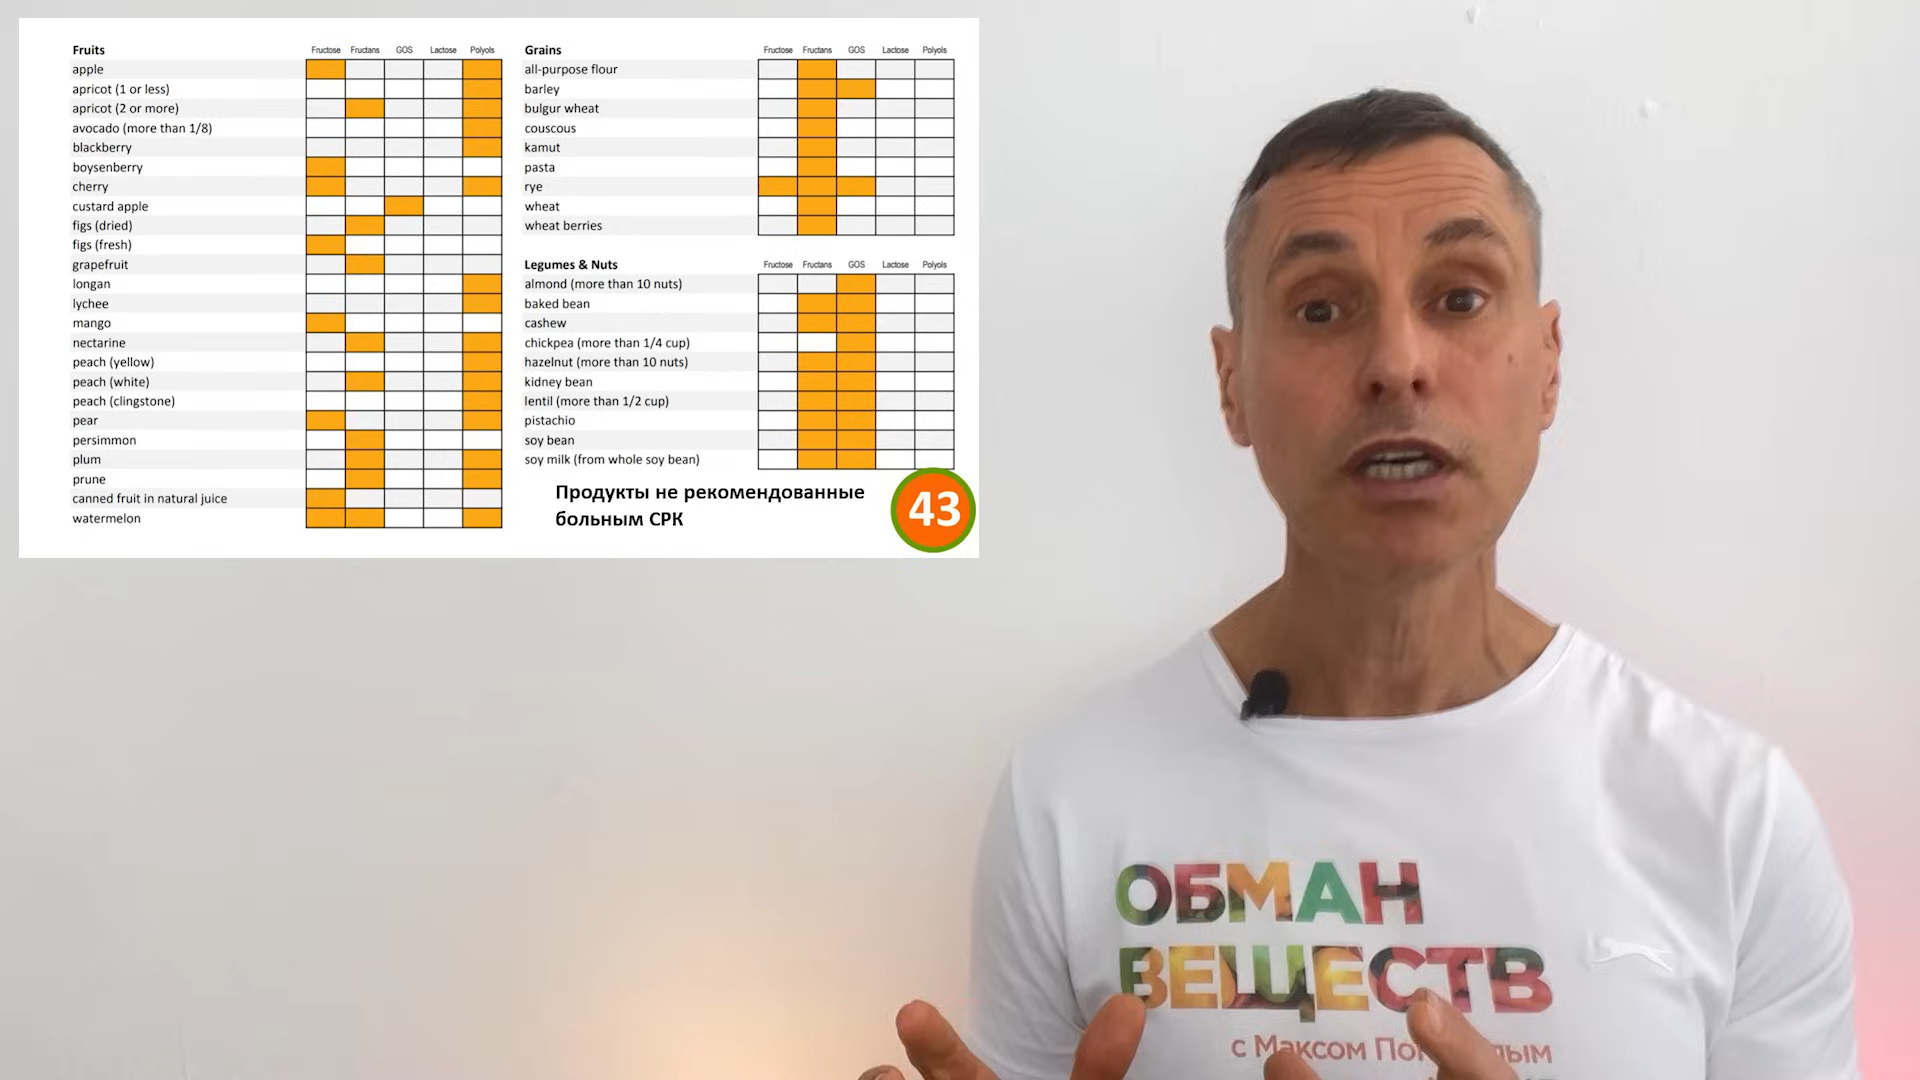 Fruits Fructose Fructans GOS Lactose Polyols
apple
apricot (1 or less)
apricot (2 or more)
avocado (more than 1/8)
blackberry
boysenberry
cherry
custard apple
figs (dried)
figs (fresh)
grapefruit
longan
lychee
mango
nectarine
peach (yellow)
peach (white)
peach (clingstone)
pear
persimmon
plum
prune
canned fruit in natural juice
watermelon
Grains Fructose Fructans GOS Lactose Polyols
all-purpose flour
barley
bulgur wheat
couscous
kamut
pasta
rye
wheat
wheat berries
Legumes & Nuts Fructose Fructans GOS Lactose Polyols
almond (more than 10 nuts)
baked bean
cashew
chickpea (more than 1/4 cup)
hazelnut (more than 10 nuts)
kidney bean
lentil (more than 1/2 cup)
pistachio
soy bean
soy milk (from whole soy bean)
Продукты не рекомендованные
больным СРК
43
ОБМАН
ВЕЩЕСТВ
с Максом